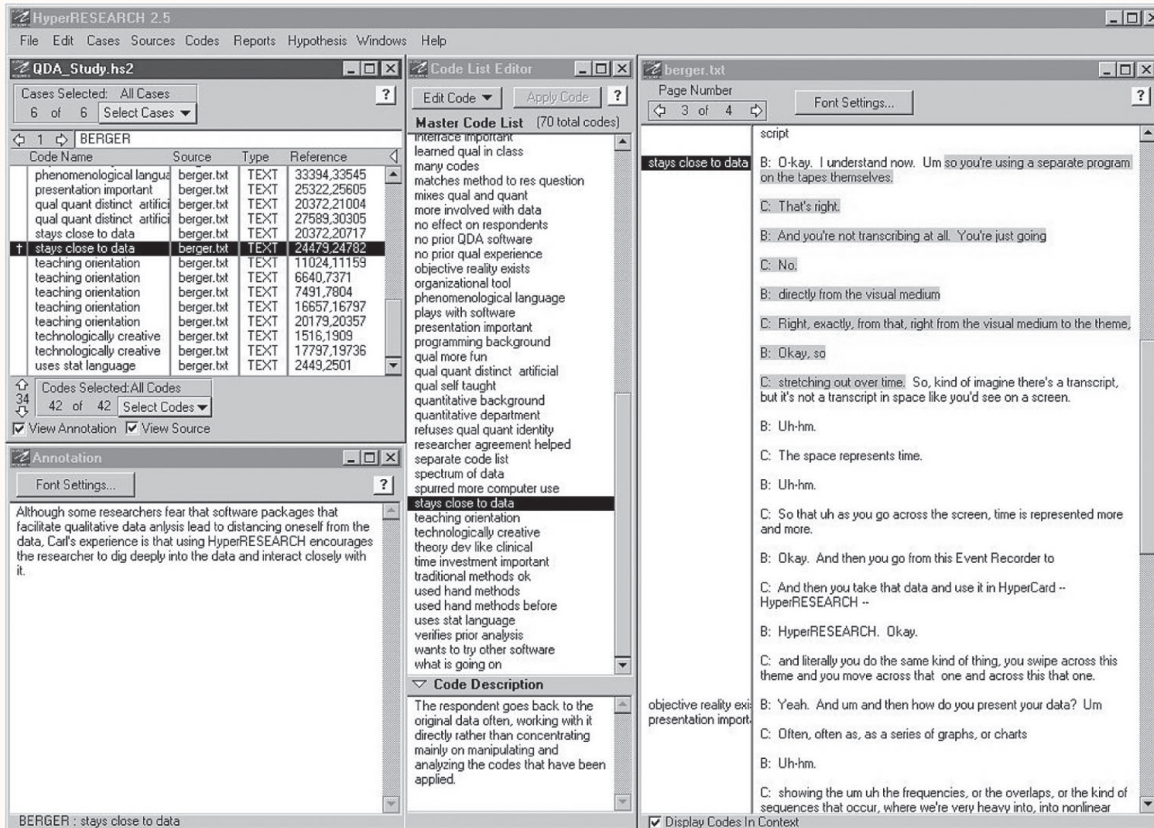 HyperRESEARCH 2.5
File Edit Cases Sources Codes Reports Hypothesis Windows Help
QDA_Study.hs2
Cases Selected: All Cases
6 of 6 Select Cases
?
1 BERGER
Code Name Source Type Reference
phenomenological langua berger.txt TEXT 33394,33545
presentation important berger.txt TEXT 25322,25605
qual quant distinct artifici berger.txt TEXT 20372,21004
qual quant distinct artifici berger.txt TEXT 27589,30305
stays close to data berger.txt TEXT 20372,20717
† stays close to data berger.txt TEXT 24479,24782
teaching orientation berger.txt TEXT 11024,11159
teaching orientation berger.txt TEXT 6640,7371
teaching orientation berger.txt TEXT 7491,7804
teaching orientation berger.txt TEXT 16657,16797
teaching orientation berger.txt TEXT 20179,20357
technologically creative berger.txt TEXT 1516,1909
technologically creative berger.txt TEXT 17797,19736
uses stat language berger.txt TEXT 2449,2501
34
Codes Selected:All Codes
42 of 42 Select Codes
View Annotation View Source
Annotation
Font Settings...
?
Although some researchers fear that software packages that
facilitate qualitative data anlysis lead to distancing oneself from the
data, Carl's experience is that using HyperRESEARCH encourages
the researcher to dig deeply into the data and interact closely with
it.
BERGER : stays close to data
Code List Editor
Edit Code Apply Code ?
Master Code List (70 total codes)
interface important
learned qual in class
many codes
matches method to res question
mixes qual and quant
more involved with data
no effect on respondents
no prior QDA software
no prior qual experience
objective reality exists
organizational tool
phenomenological language
plays with software
presentation important
programming background
qual more fun
qual quant distinct artificial
qual self taught
quantitative background
quantitative department
refuses qual quant identity
researcher agreement helped
separate code list
spectrum of data
spurred more computer use
stays close to data
teaching orientation
technologically creative
theory dev like clinical
time investment important
traditional methods ok
used hand methods
used hand methods before
uses stat language
verifies prior analysis
wants to try other software
what is going on
Code Description
The respondent goes back to the
original data often, working with it
directly rather than concentrating
mainly on manipulating and
analyzing the codes that have been
applied.
berger.txt
Page Number
3 of 4
Font Settings...
?
script
stays close to data
B: O-kay. I understand now. Um so you're using a separate program
on the tapes themselves.
C: That's right.
B: And you're not transcribing at all. You're just going
C: No.
B: directly from the visual medium
C: Right, exactly, from that, right from the visual medium to the theme,
B: Okay, so
C: stretching out over time. So, kind of imagine there's a transcript,
but it's not a transcript in space like you'd see on a screen.
B: Uh-hm.
C: The space represents time.
B: Uh-hm.
C: So that uh as you go across the screen, time is represented more
and more.
B: Okay. And then you go from this Event Recorder to
C: And then you take that data and use it in HyperCard --
HyperRESEARCH --
B: HyperRESEARCH. Okay.
C: and literally you do the same kind of thing, you swipe across this
theme and you move across that one and across this that one.
objective reality exi
presentation import
B: Yeah. And um and then how do you present your data? Um
C: Often, often as, as a series of graphs, or charts
B: Uh-hm.
C: showing the um uh the frequencies, or the overlaps, or the kind of
sequences that occur, where we're very heavy into, into nonlinear
Display Codes In Context